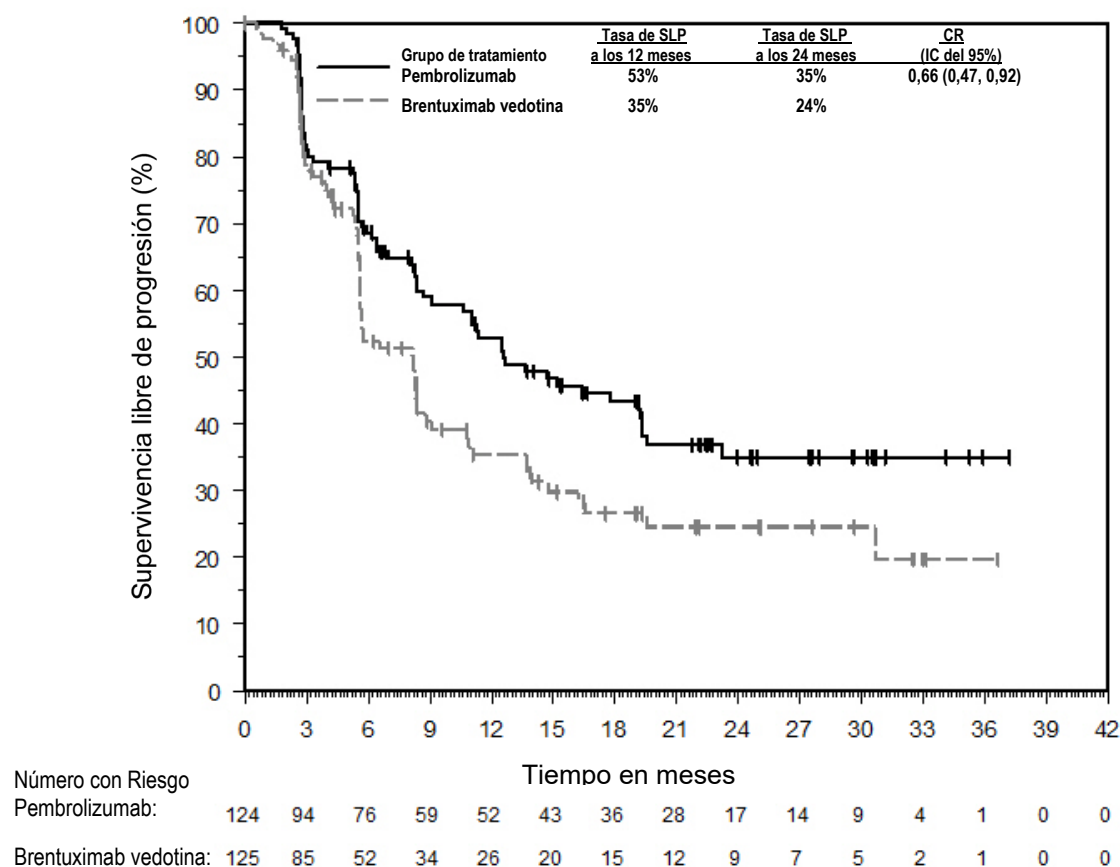 Tasa de SLP Tasa de SLP CR
Grupo de tratamiento a los 12 meses a los 24 meses (IC del 95%)
Pembrolizumab 53% 35% 0,66 (0,47, 0,92)
Brentuximab vedotina 35% 24%
Supervivencia libre de progresión (%)
100
90
80
70
60
50
40
30
20
10
0
0 3 6 9 12 15 18 21 24 27 30 33 36 39 42
Tiempo en meses
Número con Riesgo
Pembrolizumab: 124 94 76 59 52 43 36 28 17 14 9 4 1 0 0
Brentuximab vedotina: 125 85 52 34 26 20 15 12 9 7 5 2 1 0 0